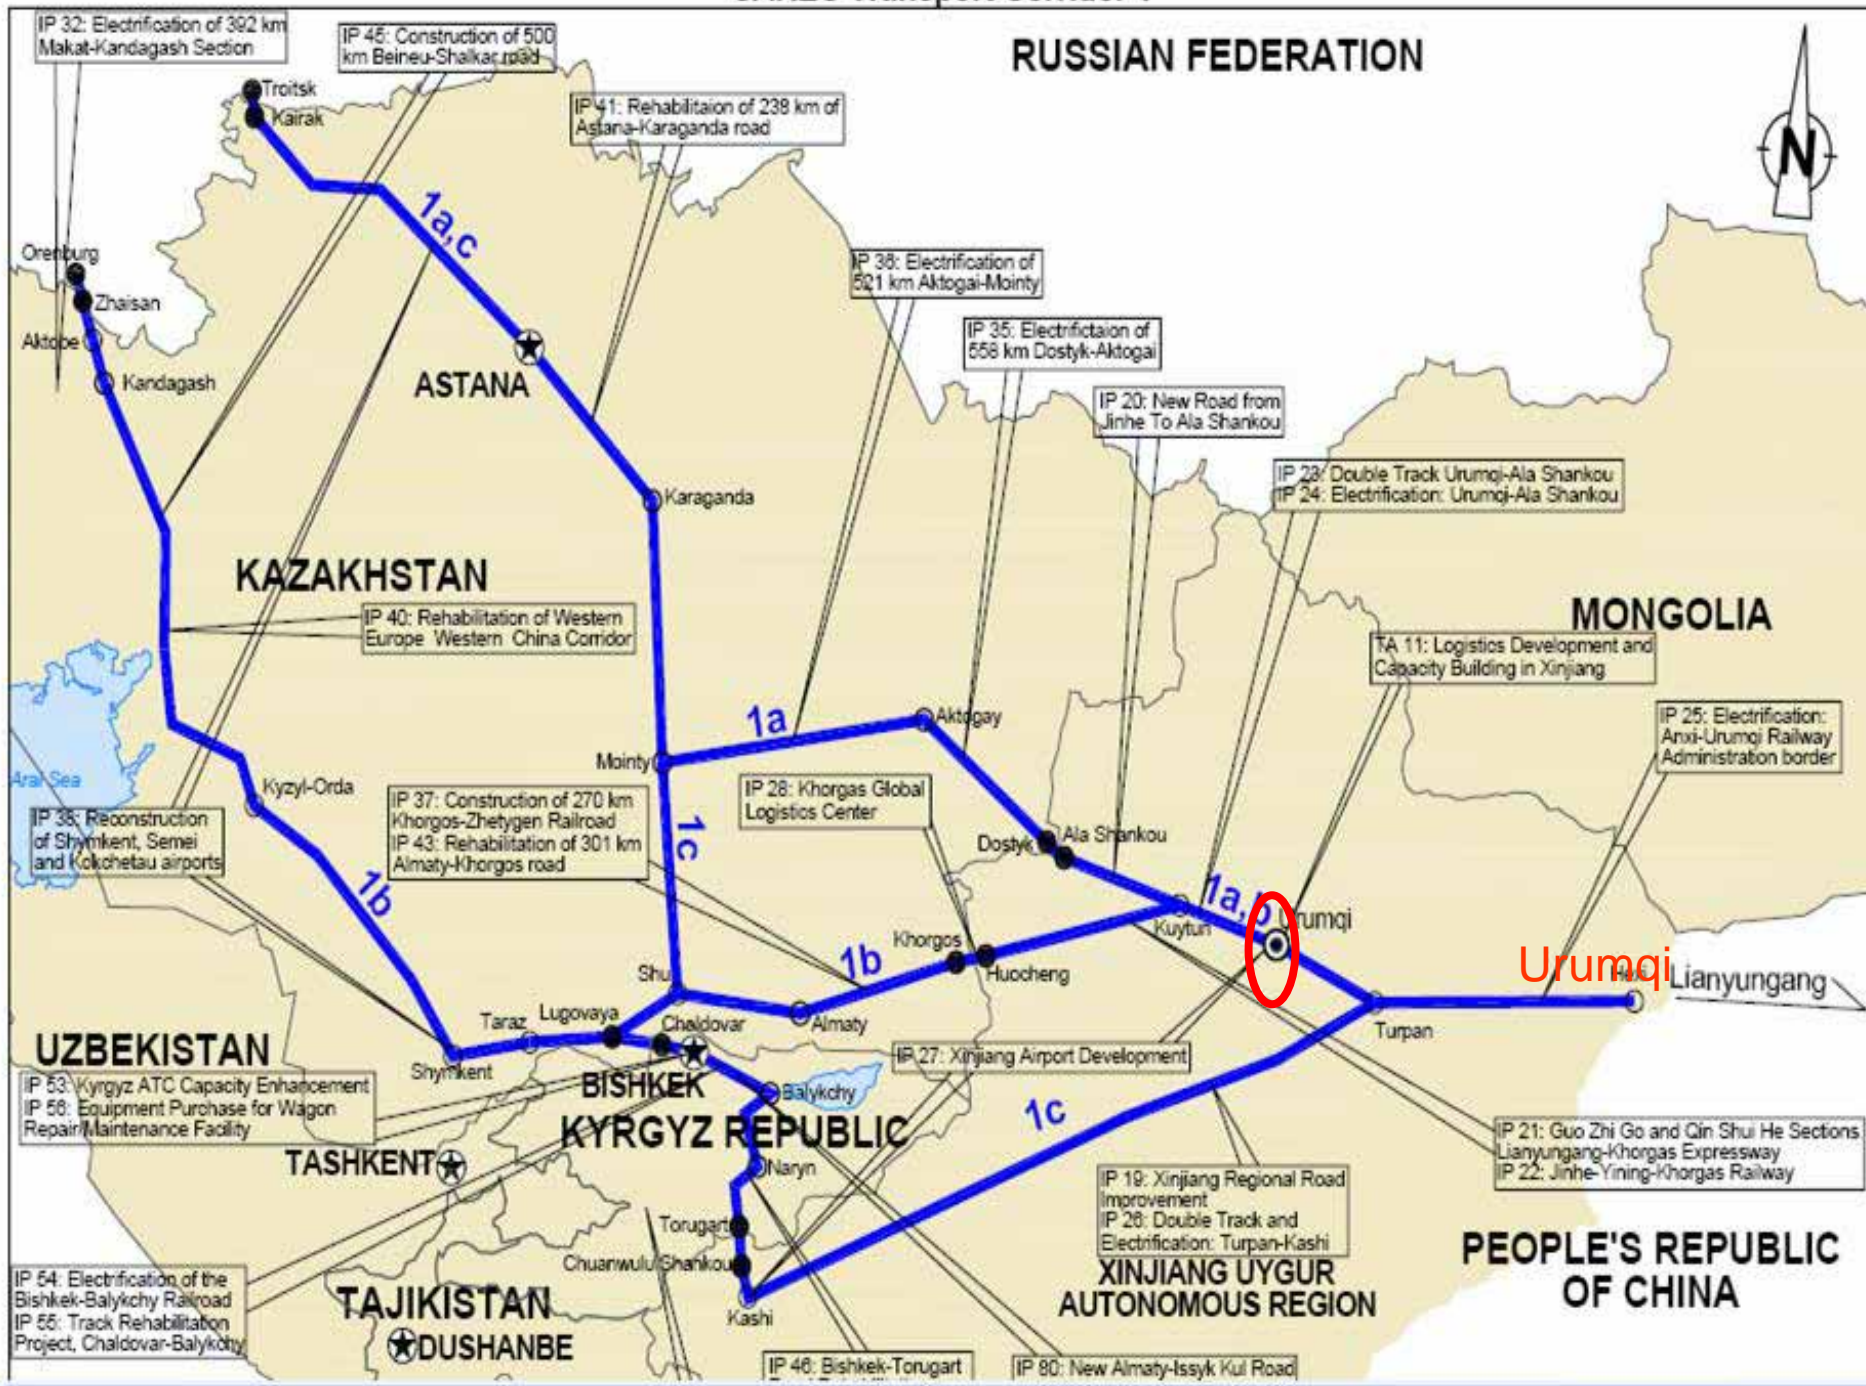 IP 32: Electrification of 392 km
Makat-Kandagash Section
IP 45: Construction of 500
km Beineu-Shalkar road
RUSSIAN FEDERATION
Troitsk
Kairak
IP 41: Rehabilitaion of 238 km of
Astana-Karaganda road
N
1a,c
Orenburg
Zhaisan
Aktobe
Kandagash
IP 36: Electrification of
521 km Aktogai-Mointy
IP 35: Electrifictaion of
558 km Dostyk-Aktogai
ASTANA
IP 20: New Road from
Jinhe To Ala Shankou
IP 23: Double Track Urumqi-Ala Shankou
IP 24: Electrification: Urumqi-Ala Shankou
Karaganda
KAZAKHSTAN
IP 40: Rehabilitation of Western
Europe Western China Corridor
MONGOLIA
TA 11: Logistics Development and
Capacity Building in Xinjiang
1a
Aktogay
IP 25: Electrification:
Anxi-Urumqi Railway
Administration border
Mointy
Aral Sea
Kyzyl-Orda
IP 38: Reconstruction
of Shymkent, Semei
and Kokchetau airports
IP 37: Construction of 270 km
Khorgos-Zhetygen Railroad
IP 43: Rehabilitation of 301 km
Almaty-Khorgos road
1c
IP 28: Khorgas Global
Logistics Center
Dostyk
Ala Shankou
1b
1a,b
Urumqi
Kuytun
Khorgos
Huocheng
1b
Shu
Urumqi
Hexi
Lianyungang
Lugovaya
Taraz
Chaldovar
Almaty
Turpan
UZBEKISTAN
Shymkent
BISHKEK
IP 27: Xinjiang Airport Development
IP 53: Kyrgyz ATC Capacity Enhancement
IP 56: Equipment Purchase for Wagon
Repair/Maintenance Facility
Balykchy
KYRGYZ REPUBLIC
1c
IP 21: Guo Zhi Go and Qin Shui He Sections
Lianyungang-Khorgas Expressway
IP 22: Jinhe-Yining-Khorgas Railway
TASHKENT
Naryn
IP 19: Xinjiang Regional Road
Improvement
IP 26: Double Track and
Electrification: Turpan-Kashi
Torugart
Chuanwulu Shankou
PEOPLE'S REPUBLIC
OF CHINA
XINJIANG UYGUR
AUTONOMOUS REGION
IP 54: Electrification of the
Bishkek-Balykchy Railroad
IP 55: Track Rehabilitation
Project, Chaldovar-Balykchy
TAJIKISTAN
DUSHANBE
Kashi
IP 46: Bishkek-Torugart
IP 80: New Almaty-Issyk Kul Road